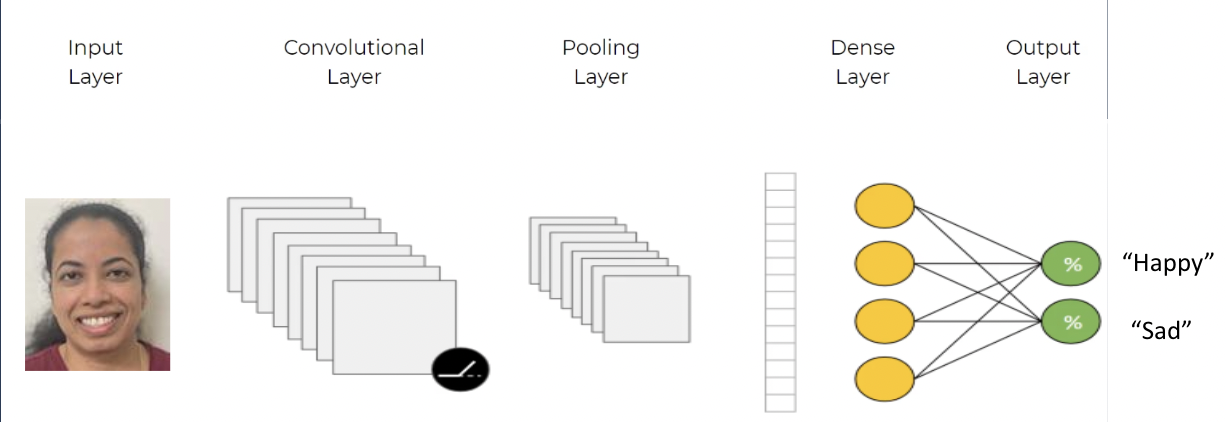 Input
Layer
Convolutional
Layer
Pooling
Layer
Dense
Layer
Output
Layer
%
“Happy”
%
“Sad”